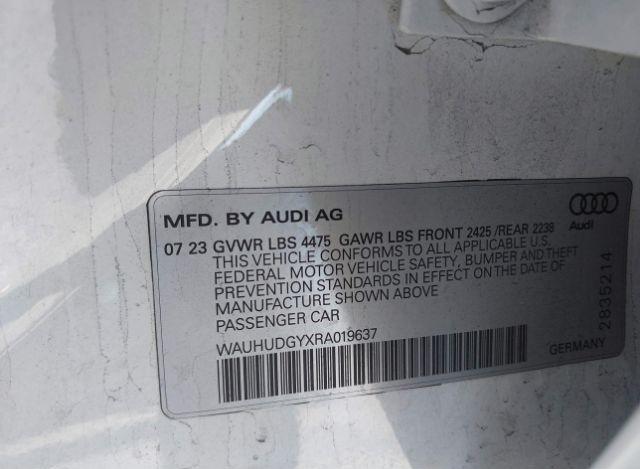 MFD. BY AUDI AG
Audi
07 23 GVWR LBS 4475 GAWR LBS FRONT 2425 /REAR 2238
THIS VEHICLE CONFORMS TO ALL APPLICABLE U.S.
FEDERAL MOTOR VEHICLE SAFETY, BUMPER AND THEFT
PREVENTION STANDARDS IN EFFECT ON THE DATE OF
MANUFACTURE SHOWN ABOVE
PASSENGER CAR
WAUHUDGYXRA019637
GERMANY
2835214